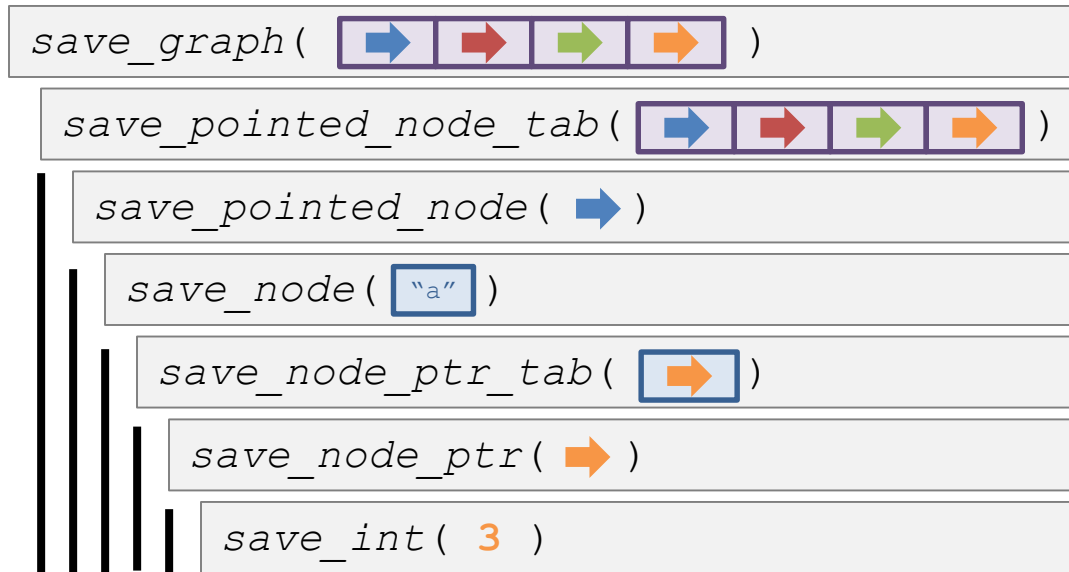 save_graph( )
save_pointed_node_tab( )
save_pointed_node( )
save_node( “a” )
save_node_ptr_tab( )
save_node_ptr( )
save_int( 3 )